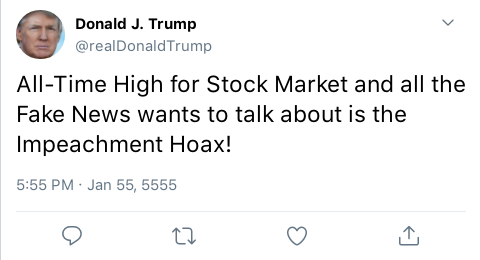 Donald J. Trump
@realDonaldTrump
All-Time High for Stock Market and all the
Fake News wants to talk about is the
Impeachment Hoax!
5:55 PM · Jan 55, 5555